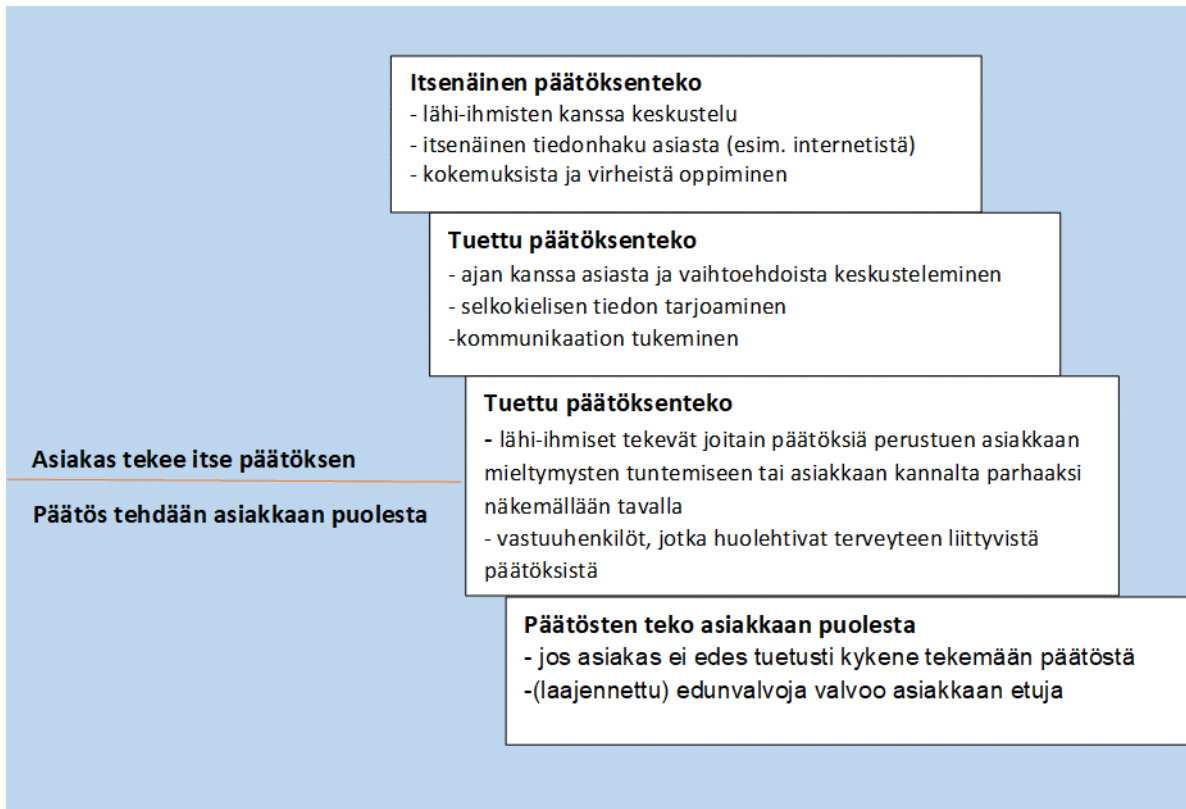 Itsenäinen päätöksenteko
- lähi-ihmisten kanssa keskustelu
- itsenäinen tiedonhaku asiasta (esim. internetistä)
- kokemuksista ja virheistä oppiminen
Tuettu päätöksenteko
- ajan kanssa asiasta ja vaihtoehdoista keskusteleminen
- selkokielisen tiedon tarjoaminen
-kommunikaation tukeminen
Tuettu päätöksenteko
- lähi-ihmiset tekevät joitain päätöksiä perustuen asiakkaan
mieltymysten tuntemiseen tai asiakkaan kannalta parhaaksi
näkemällään tavalla
- vastuuhenkilöt, jotka huolehtivat terveyteen liittyvistä
päätöksistä
Asiakas tekee itse päätöksen
Päätös tehdään asiakkaan puolesta
Päätösten teko asiakkaan puolesta
- jos asiakas ei edes tuetusti kykene tekemään päätöstä
-(laajennettu) edunvalvoja valvoo asiakkaan etuja